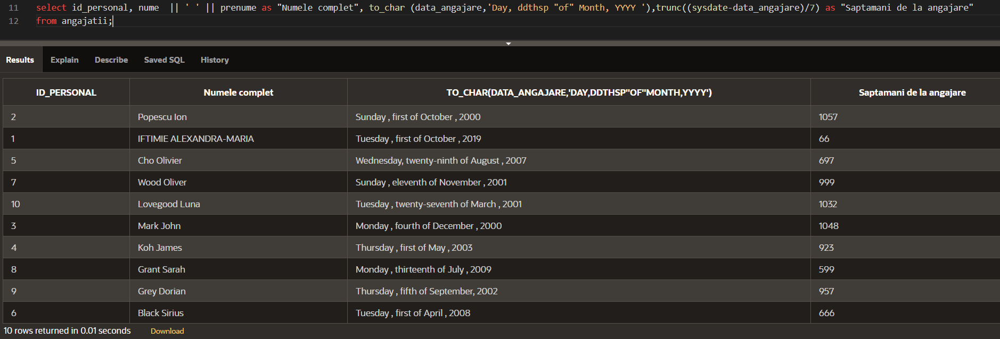 11 select id_personal, nume  || ' ' || prenume as "Numele complet", to_char (data_angajare,'Day, ddthsp "of" Month, YYYY '),trunc((sysdate-data_angajare)/7) as "Saptamani de la angajare"
12 from angajatii;
Results Explain Describe Saved SQL History
ID_PERSONAL Numele complet TO_CHAR(DATA_ANGAJARE,'DAY,DDTHSP"OF"MONTH,YYYY') Saptamani de la angajare
2 Popescu Ion Sunday , first of October , 2000 1057
1 IFTIMIE ALEXANDRA-MARIA Tuesday , first of October , 2019 66
5 Cho Olivier Wednesday, twenty-ninth of August , 2007 697
7 Wood Oliver Sunday , eleventh of November , 2001 999
10 Lovegood Luna Tuesday , twenty-seventh of March , 2001 1032
3 Mark John Monday , fourth of December , 2000 1048
4 Koh James Thursday , first of May , 2003 923
8 Grant Sarah Monday , thirteenth of July , 2009 599
9 Grey Dorian Thursday , fifth of September, 2002 957
6 Black Sirius Tuesday , first of April , 2008 666
10 rows returned in 0.01 seconds Download